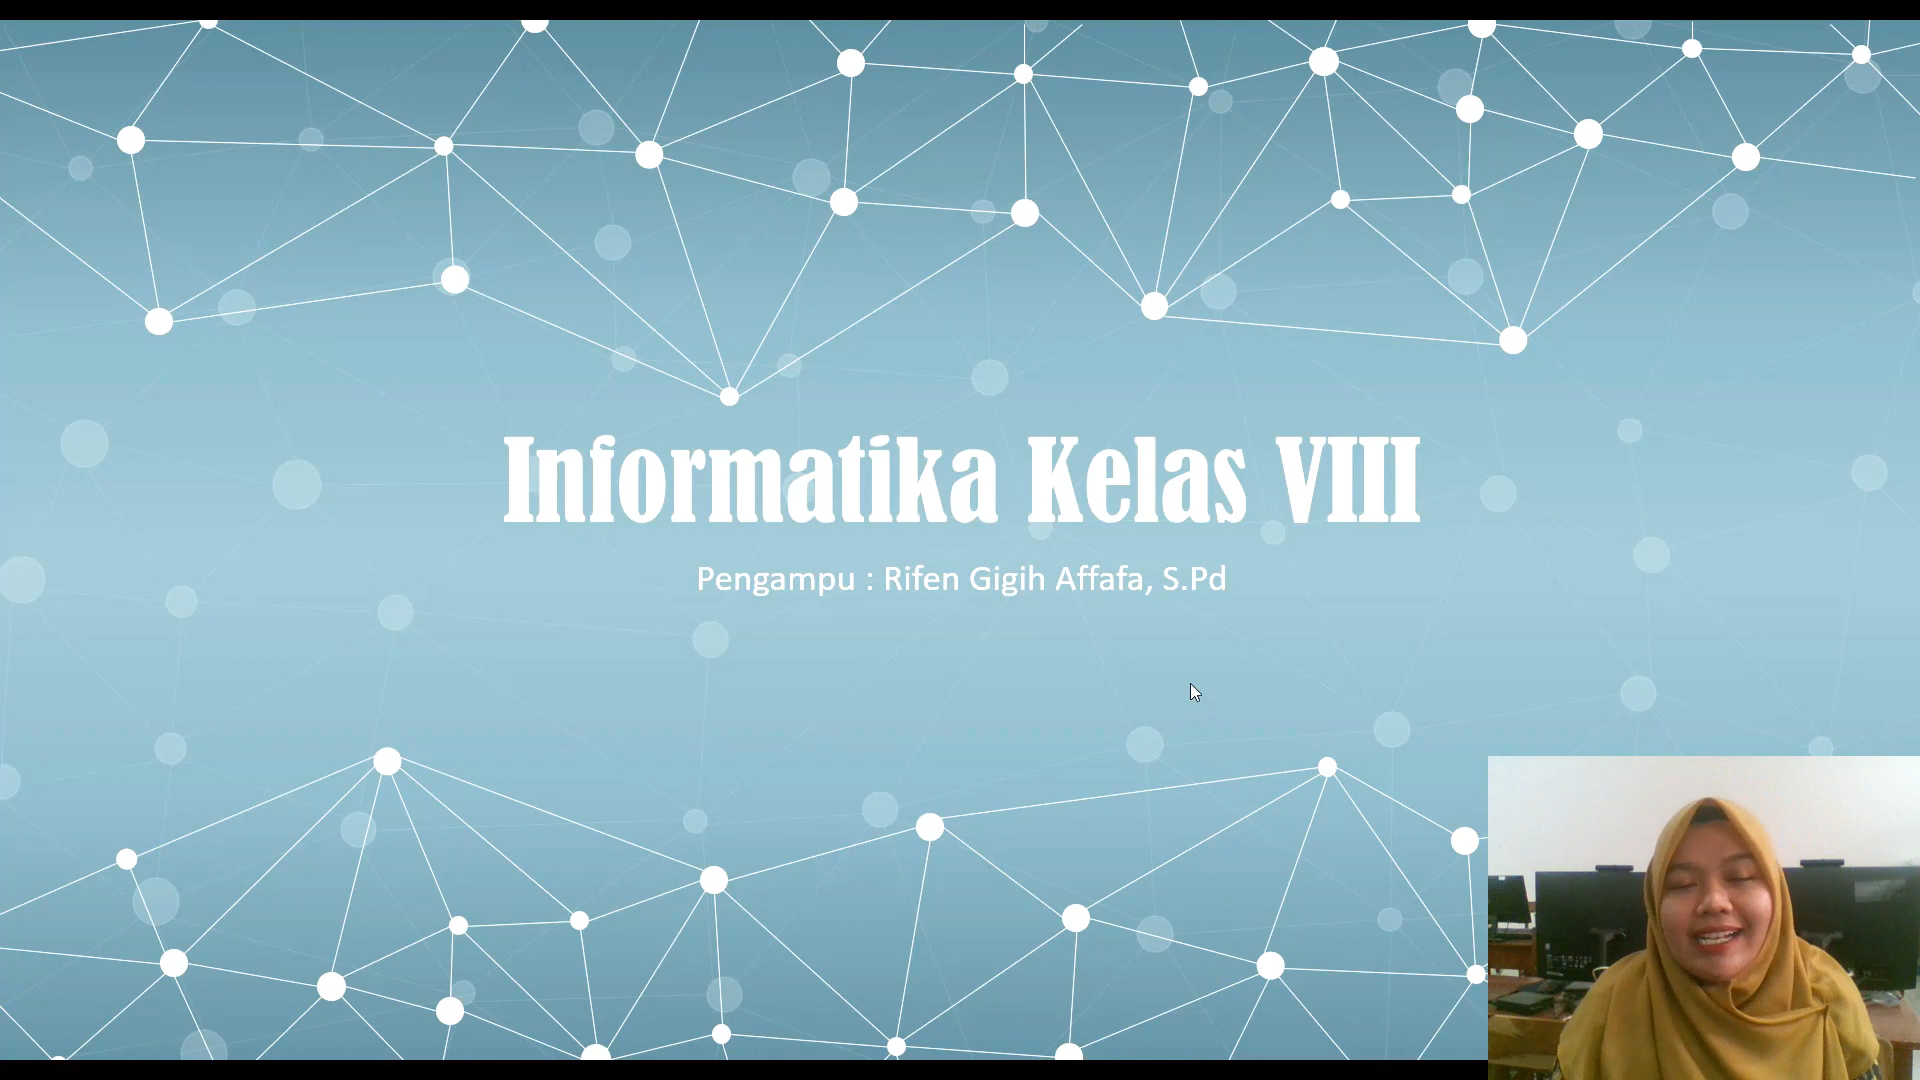 Informatika Kelas VIII
Pengampu : Rifen Gigih Affafa, S.Pd